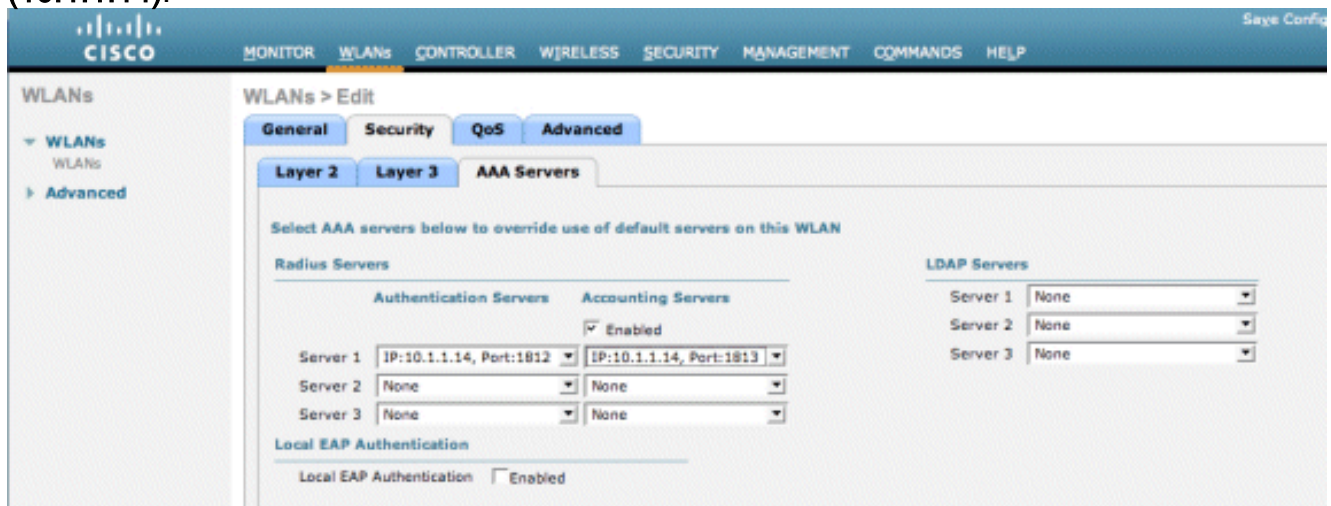 (10.1.1.14).
Save Config
CISCO
MONITOR WLANs CONTROLLER WIRELESS SECURITY MANAGEMENT COMMANDS HELP
WLANs
WLANs
WLANs
Advanced
WLANs > Edit
General Security QoS Advanced
Layer 2 Layer 3 AAA Servers
Select AAA servers below to override use of default servers on this WLAN
Radius Servers
Authentication Servers Accounting Servers
Enabled
Server 1 IP:10.1.1.14, Port:1812 IP:10.1.1.14, Port:1813
Server 2 None None
Server 3 None None
Local EAP Authentication
Local EAP Authentication Enabled
LDAP Servers
Server 1 None
Server 2 None
Server 3 None